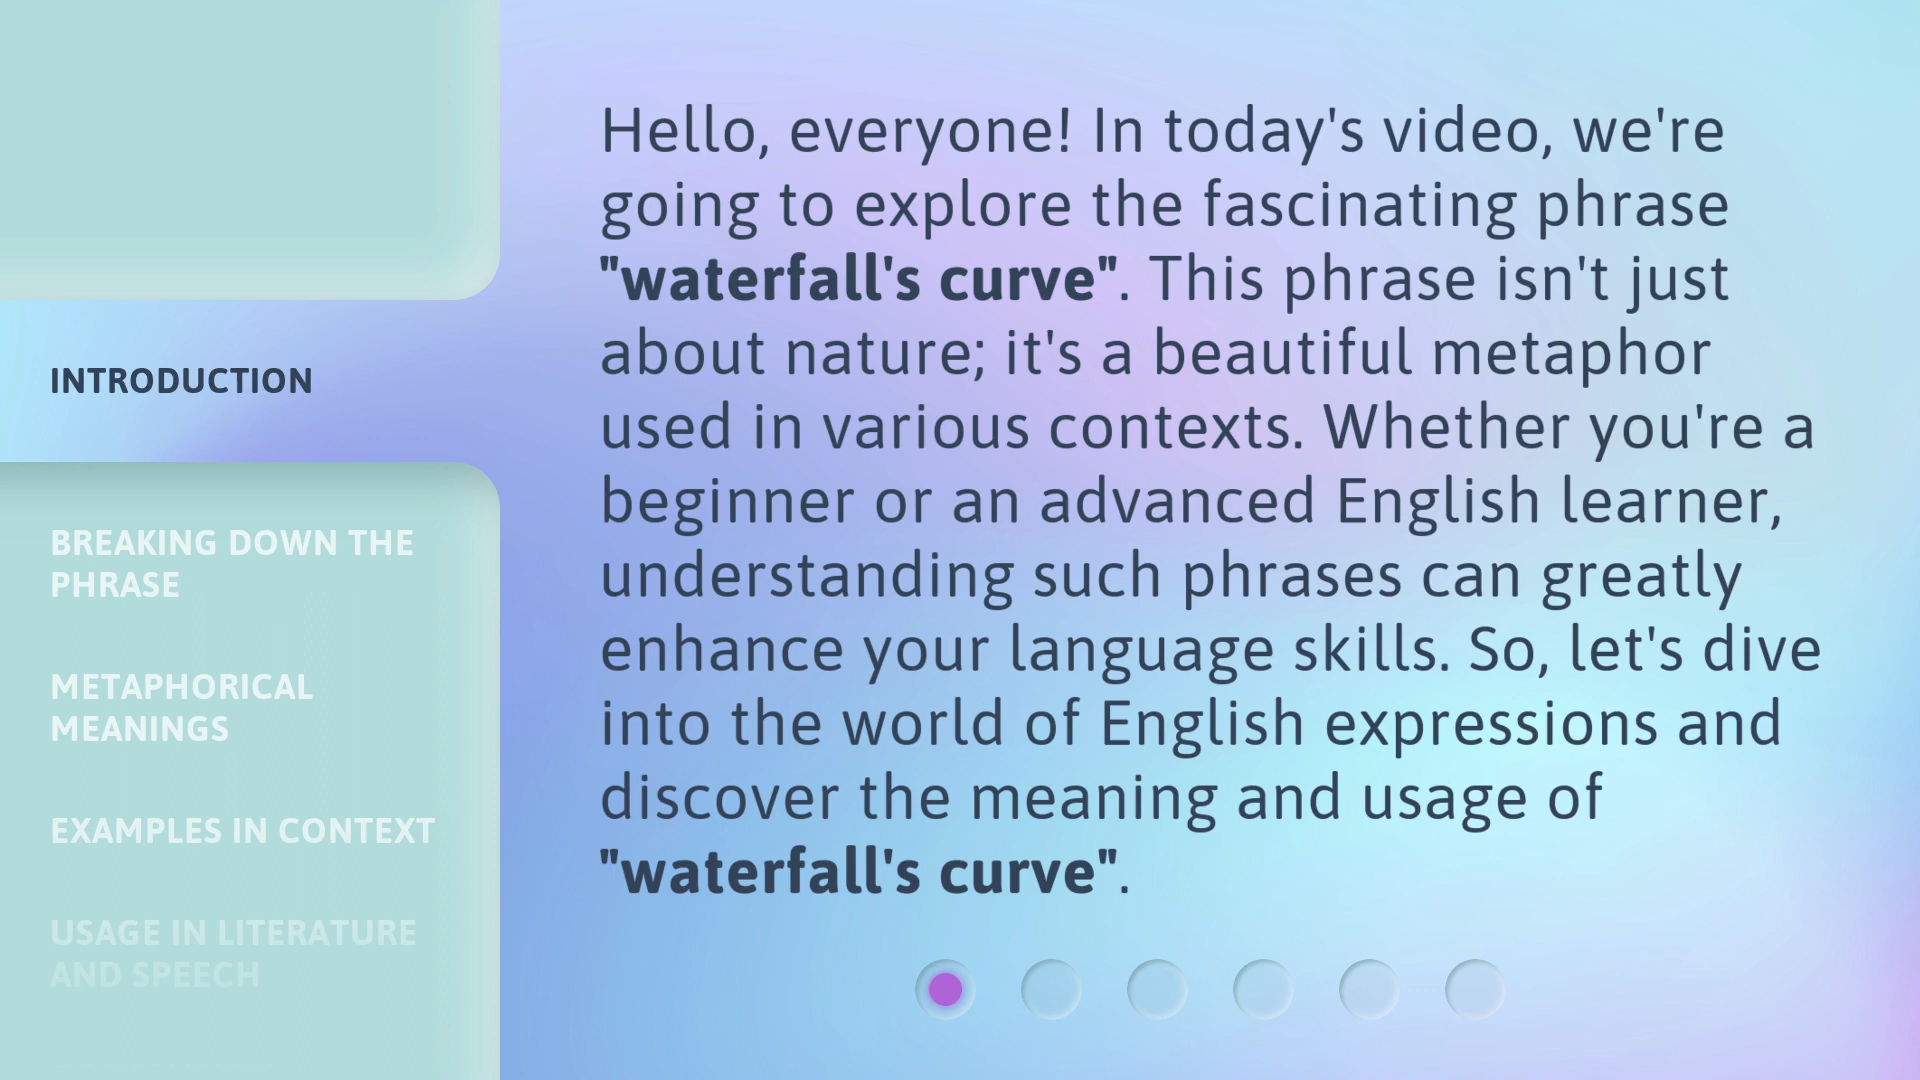 INTRODUCTION
BREAKING DOWN THE
PHRASE
METAPHORICAL
MEANINGS
EXAMPLES IN CONTEXT
USAGE IN LITERATURE
AND SPEECH
Hello, everyone! In today's video, we're
going to explore the fascinating phrase
"waterfall's curve". This phrase isn't just
about nature; it's a beautiful metaphor
used in various contexts. Whether you're a
beginner or an advanced English learner,
understanding such phrases can greatly
enhance your language skills. So, let's dive
into the world of English expressions and
discover the meaning and usage of
"waterfall's curve".